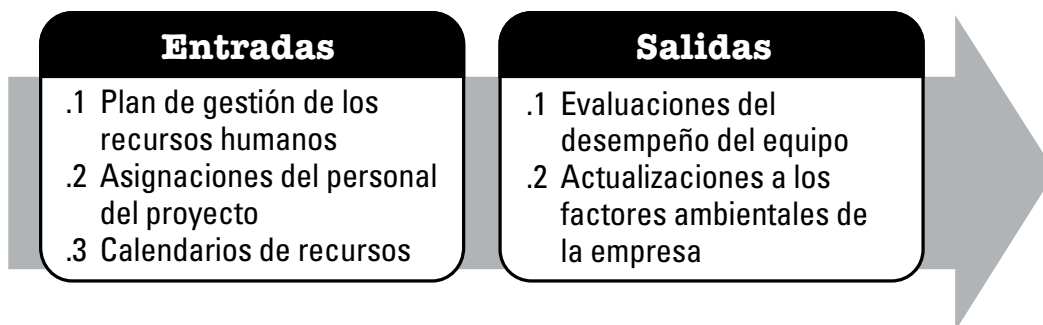 Entradas
.1 Plan de gestión de los
recursos humanos
.2 Asignaciones del personal
del proyecto
.3 Calendarios de recursos
Salidas
.1 Evaluaciones del
desempeño del equipo
.2 Actualizaciones a los
factores ambientales de
la empresa